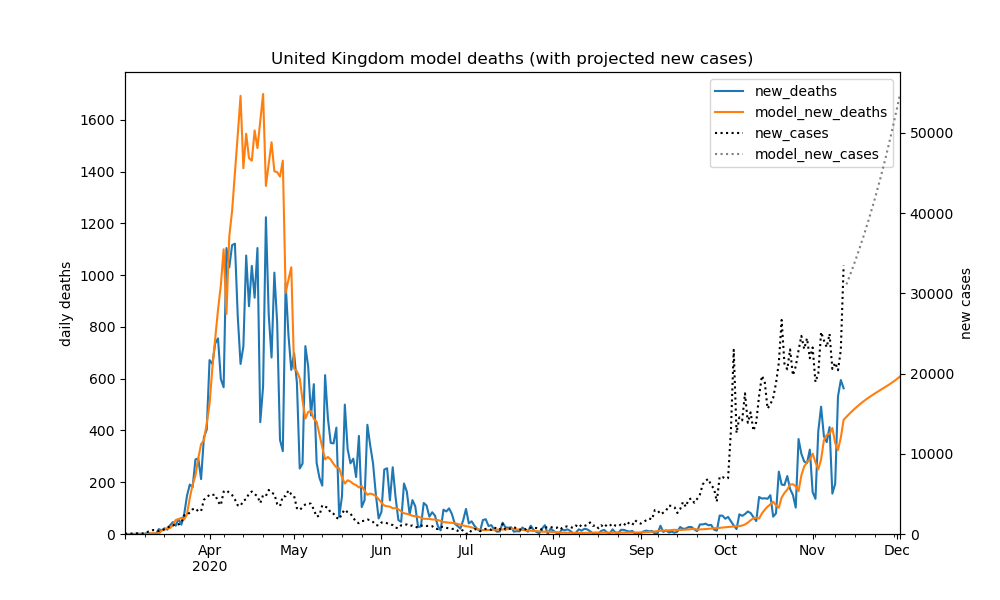 United Kingdom model deaths (with projected new cases)
new_deaths
model_new_deaths
new_cases
model_new_cases
1600
1400
1200
1000
800
600
400
200
0
daily deaths
50000
40000
30000
20000
10000
0
new cases
Apr
2020
May
Jun
Jul
Aug
Sep
Oct
Nov
Dec